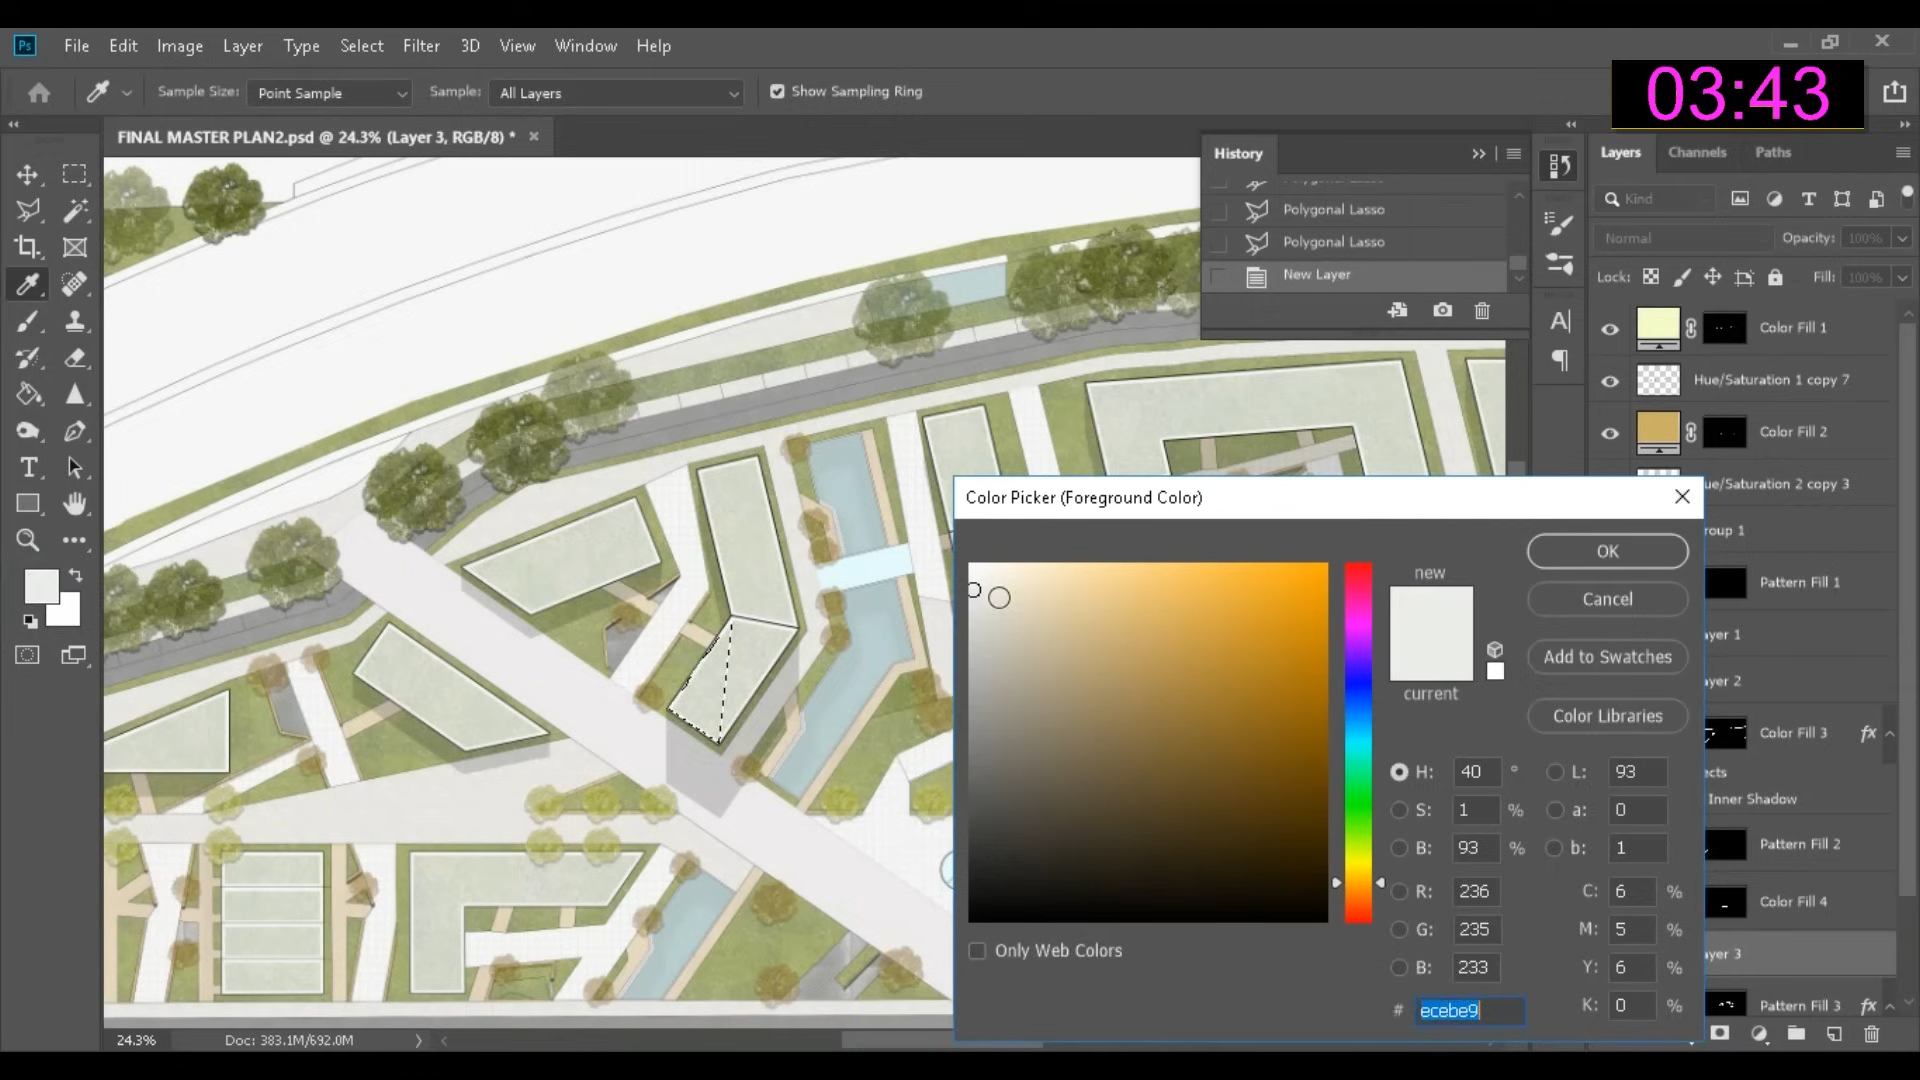 Ps File Edit Image Layer Type Select Filter 3D View Window Help
Sample Size: Point Sample Sample: All Layers Show Sampling Ring
03:43
FINAL MASTER PLAN2.psd @ 24.3% (Layer 3, RGB/8) *
History
Polygonal Lasso
Polygonal Lasso
New Layer
Layers Channels Paths
Kind
Normal Opacity: 100%
Lock: Fill: 100%
Color Fill 1
Hue/Saturation 1 copy 7
Color Fill 2
ue/Saturation 2 copy 3
roup 1
Pattern Fill 1
ayer 1
ayer 2
Color Fill 3 fx
ects
Inner Shadow
Pattern Fill 2
Color Fill 4
ayer 3
Pattern Fill 3 fx
Color Picker (Foreground Color)
new
current
OK
Cancel
Add to Swatches
Color Libraries
H: 40 ° L: 93
S: 1 % a: 0
B: 93 % b: 1
R: 236 C: 6 %
G: 235 M: 5 %
B: 233 Y: 6 %
# ecebe9 K: 0 %
Only Web Colors
24.3% Doc: 383.1M/692.0M